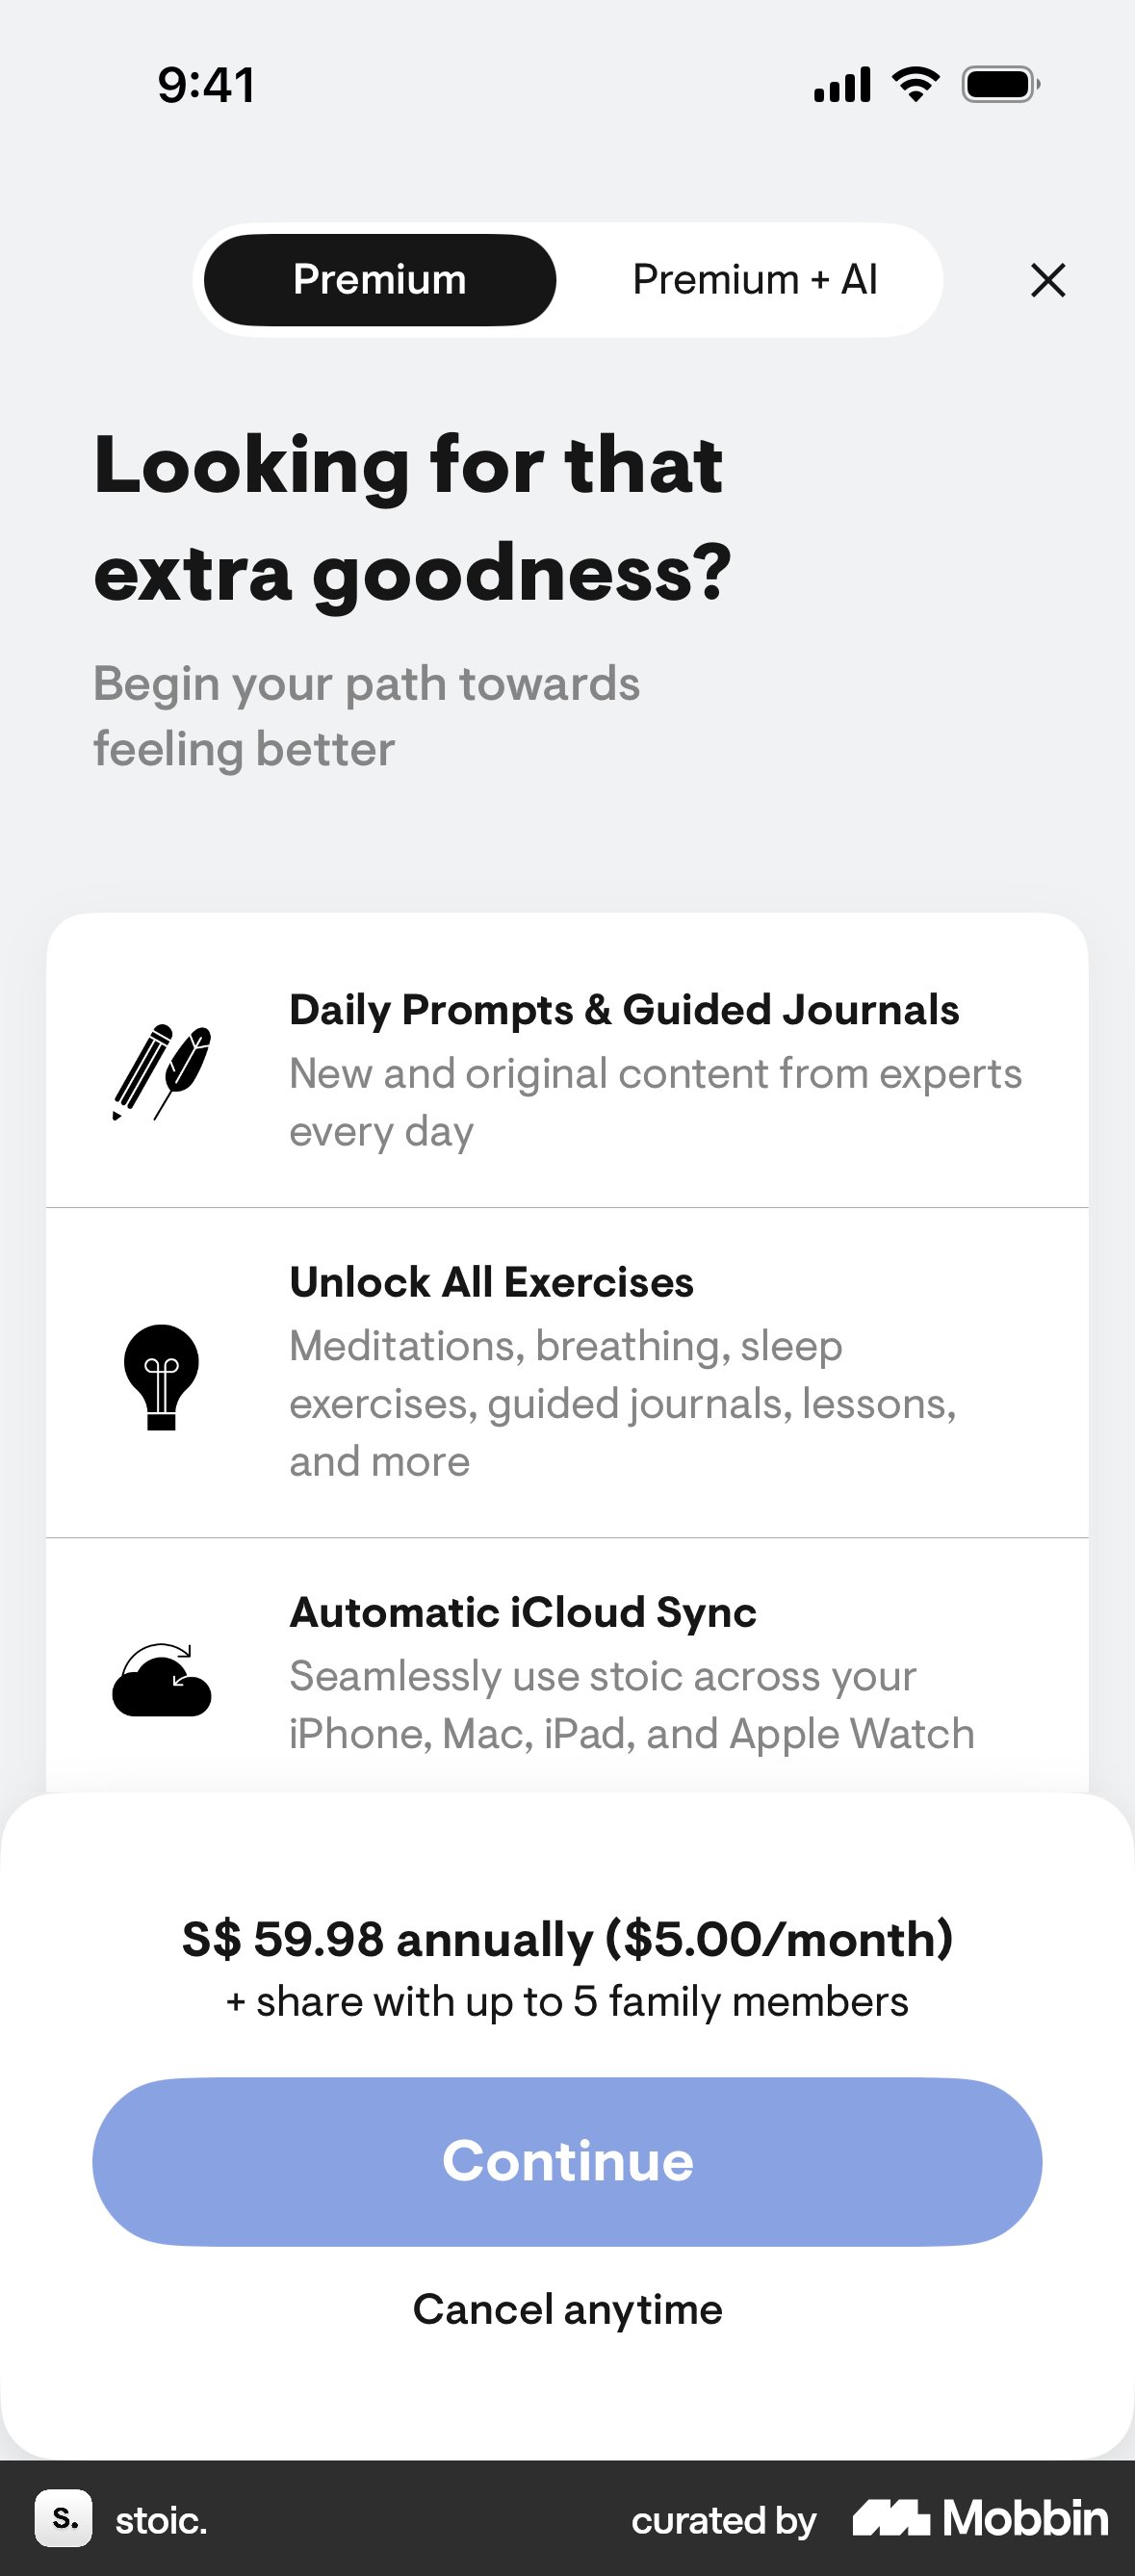 9:41
Premium
Premium + AI
Looking for that
extra goodness?
Begin your path towards
feeling better
Daily Prompts & Guided Journals
New and original content from experts
every day
Unlock All Exercises
Meditations, breathing, sleep
exercises, guided journals, lessons,
and more
Automatic iCloud Sync
Seamlessly use stoic across your
iPhone, Mac, iPad, and Apple Watch
S$ 59.98 annually ($5.00/month)
+ share with up to 5 family members
Continue
Cancel anytime
S. stoic.
curated by Mobbin